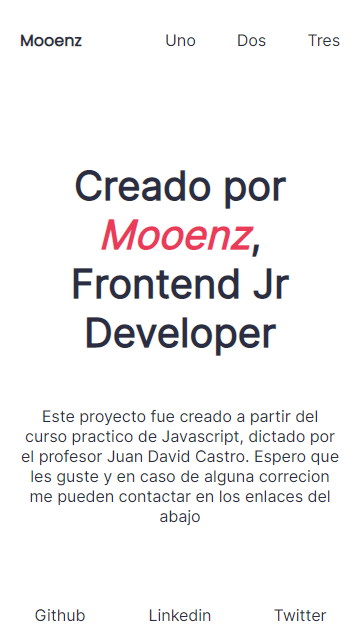 Mooenz Uno Dos Tres
Creado por
Mooenz,
Frontend Jr
Developer
Este proyecto fue creado a partir del
curso practico de Javascript, dictado por
el profesor Juan David Castro. Espero que
les guste y en caso de alguna correcion
me pueden contactar en los enlaces del
abajo
Github Linkedin Twitter